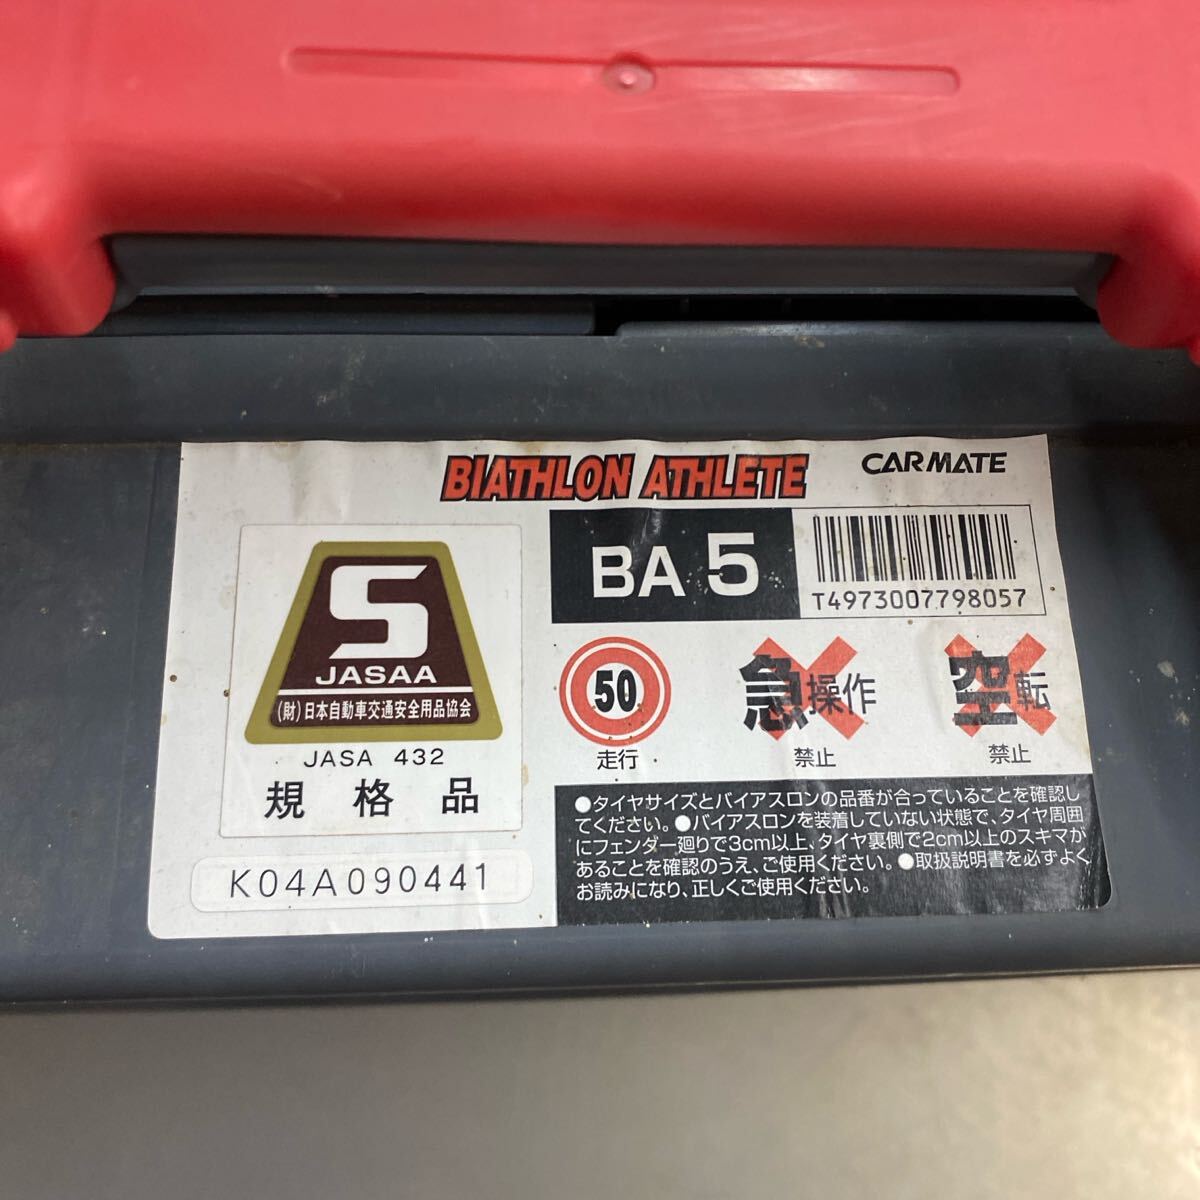 BIATHLON ATHLETE
CARMATE
S
JASAA
(財)日本自動車交通安全用品協会
JASA 432
規格品
K04A090441
BA 5
T4973007798057
50
走行
急操作
禁止
空転
禁止
●タイヤサイズとバイアスロンの品番が合っていることを確認し
てください。●バイアスロンを装着していない状態で、タイヤ周囲
にフェンダー廻りで3cm以上、タイヤ裏側で2cm以上のスキマが
あることを確認のうえ、ご使用ください。●取扱説明書を必ずよく
お読みになり、正しくご使用ください。